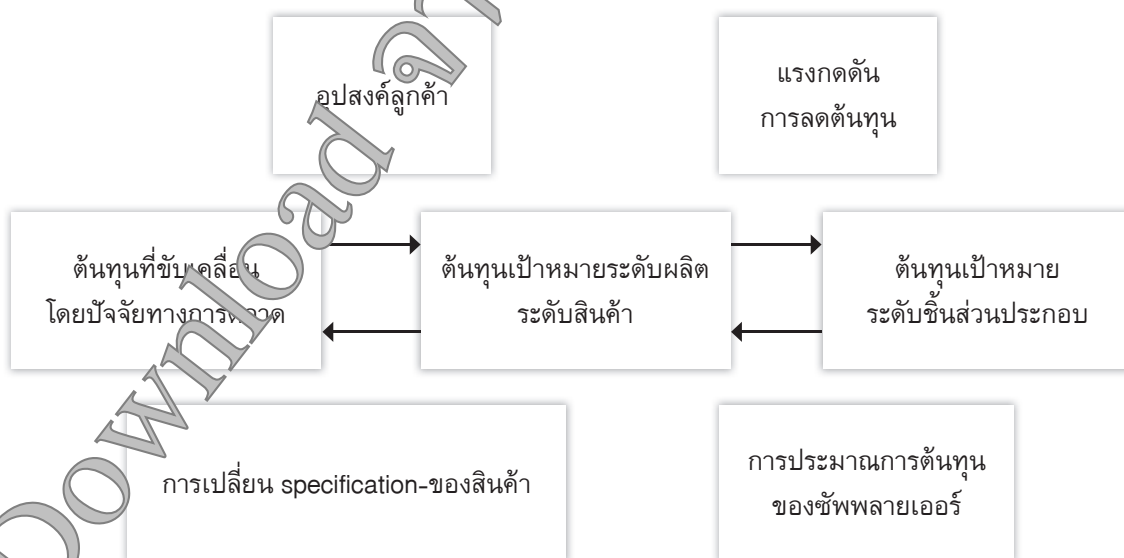 อุปสงค์ลูกค้า
แรงกดดัน
การลดต้นทุน
ต้นทุนที่ขับเคลื่อน
โดยปัจจัยทางการตลาด
ต้นทุนเป้าหมายระดับผลิต
ระดับสินค้า
ต้นทุนเป้าหมาย
ระดับชิ้นส่วนประกอบ
การเปลี่ยน specification-ของสินค้า
การประมาณการต้นทุน
ของซัพพลายเออร์
Download จาก